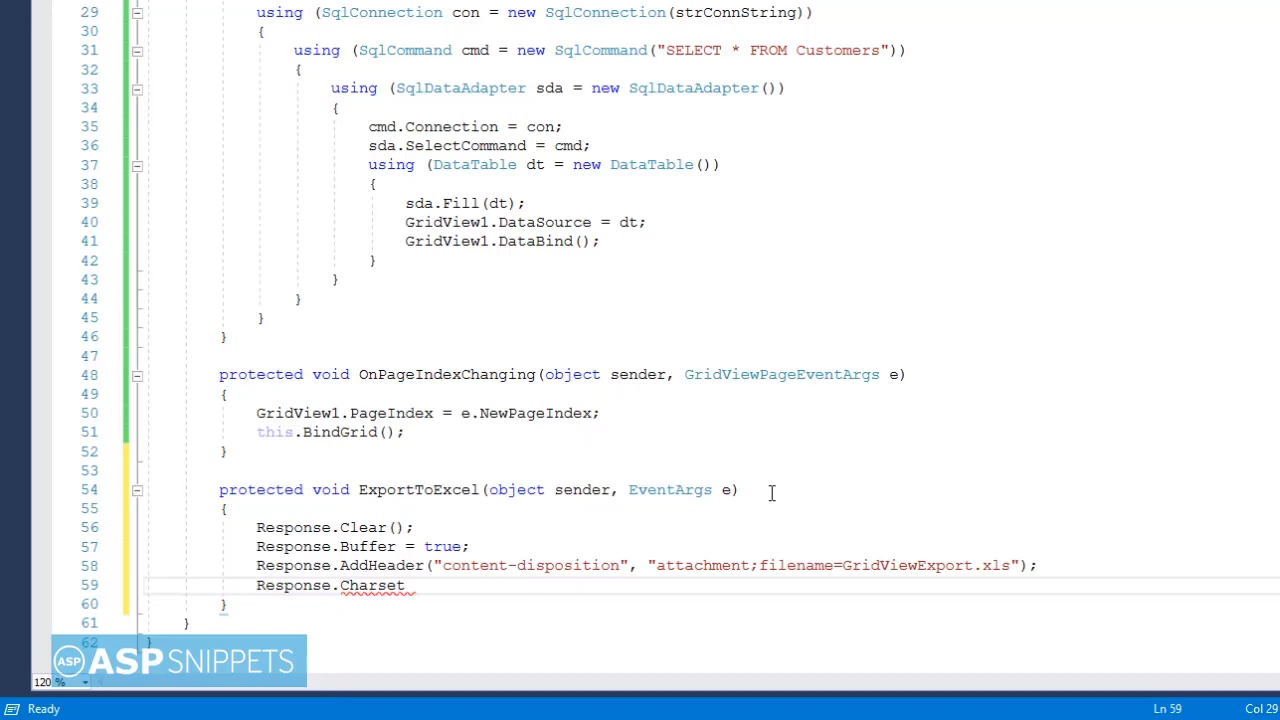 29 using (SqlConnection con = new SqlConnection(strConnString))
30 {
31 using (SqlCommand cmd = new SqlCommand("SELECT * FROM Customers"))
32 {
33 using (SqlDataAdapter sda = new SqlDataAdapter())
34 {
35 cmd.Connection = con;
36 sda.SelectCommand = cmd;
37 using (DataTable dt = new DataTable())
38 {
39 sda.Fill(dt);
40 GridView1.DataSource = dt;
41 GridView1.DataBind();
42 }
43 }
44 }
45 }
46 }
47
48 protected void OnPageIndexChanging(object sender, GridViewPageEventArgs e)
49 {
50 GridView1.PageIndex = e.NewPageIndex;
51 this.BindGrid();
52 }
53
54 protected void ExportToExcel(object sender, EventArgs e)
55 {
56 Response.Clear();
57 Response.Buffer = true;
58 Response.AddHeader("content-disposition", "attachment;filename=GridViewExport.xls");
59 Response.Charset
60 }
61 }
62 }
ASP ASPSNIPPETS
120 %
Ready Ln 59 Col 29